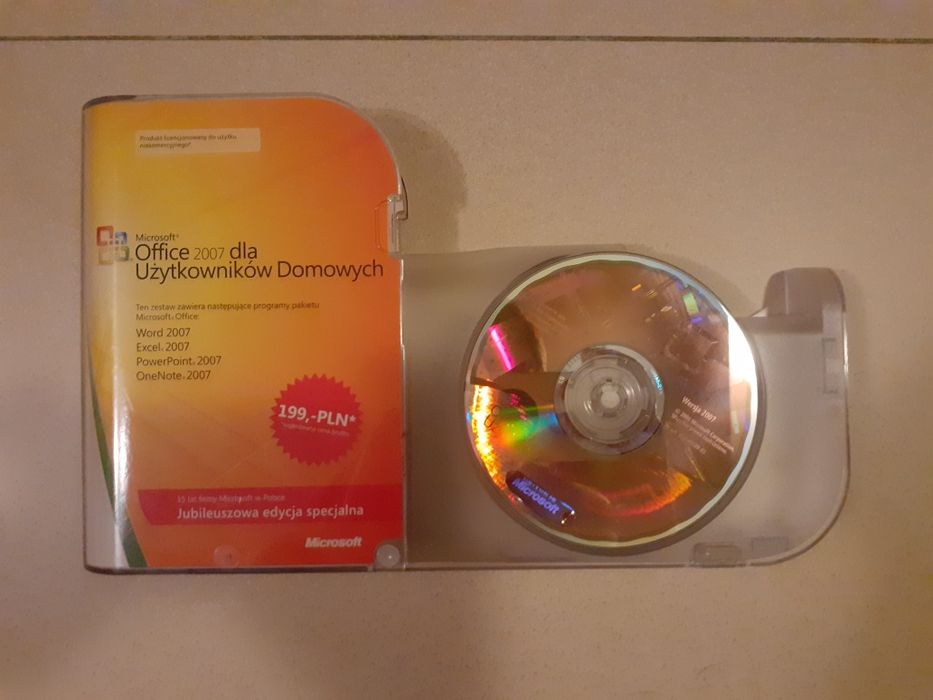 Produkt licencjonowany do użytku
niekomercyjnego*
Microsoft®
Office 2007 dla
Użytkowników Domowych
Ten zestaw zawiera następujące programy pakietu
Microsoft® Office:
Word 2007
Excel® 2007
PowerPoint® 2007
OneNote® 2007
199,-PLN*
15 lat firmy Microsoft w Polsce
Jubileuszowa edycja specjalna
Microsoft
Wersja 2007
Microsoft Corporation
Microsoft